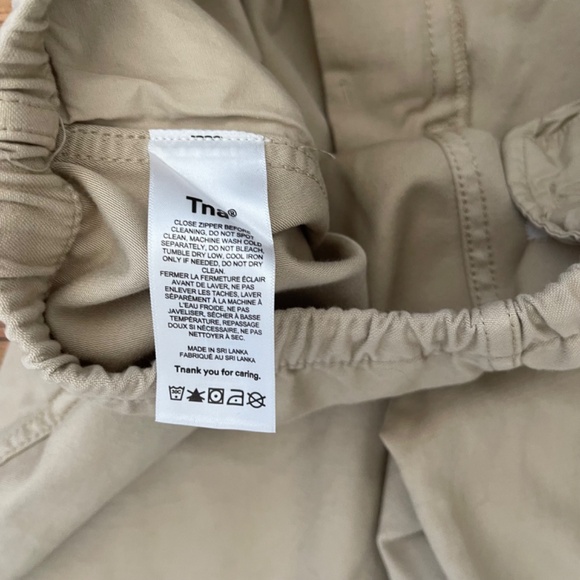 Tna®
CLOSE ZIPPER BEFORE
CLEANING, DO NOT SPOT
CLEAN, MACHINE WASH COLD
SEPARATELY, DO NOT BLEACH,
TUMBLE DRY LOW, COOL IRON
ONLY IF NEEDED, DO NOT DRY
CLEAN.
FERMER LA FERMETURE ÉCLAIR
AVANT DE LAVER, NE PAS
ENLEVER LES TACHES, LAVER
SÉPARÉMENT À LA MACHINE À
L'EAU FROIDE, NE PAS
JAVELISER, SÉCHER À BASSE
TEMPÉRATURE, REPASSAGE
DOUX SI NÉCESSAIRE, NE PAS
NETTOYER À SEC.
MADE IN SRI LANKA
FABRIQUÉ AU SRI LANKA
Tnank you for caring.